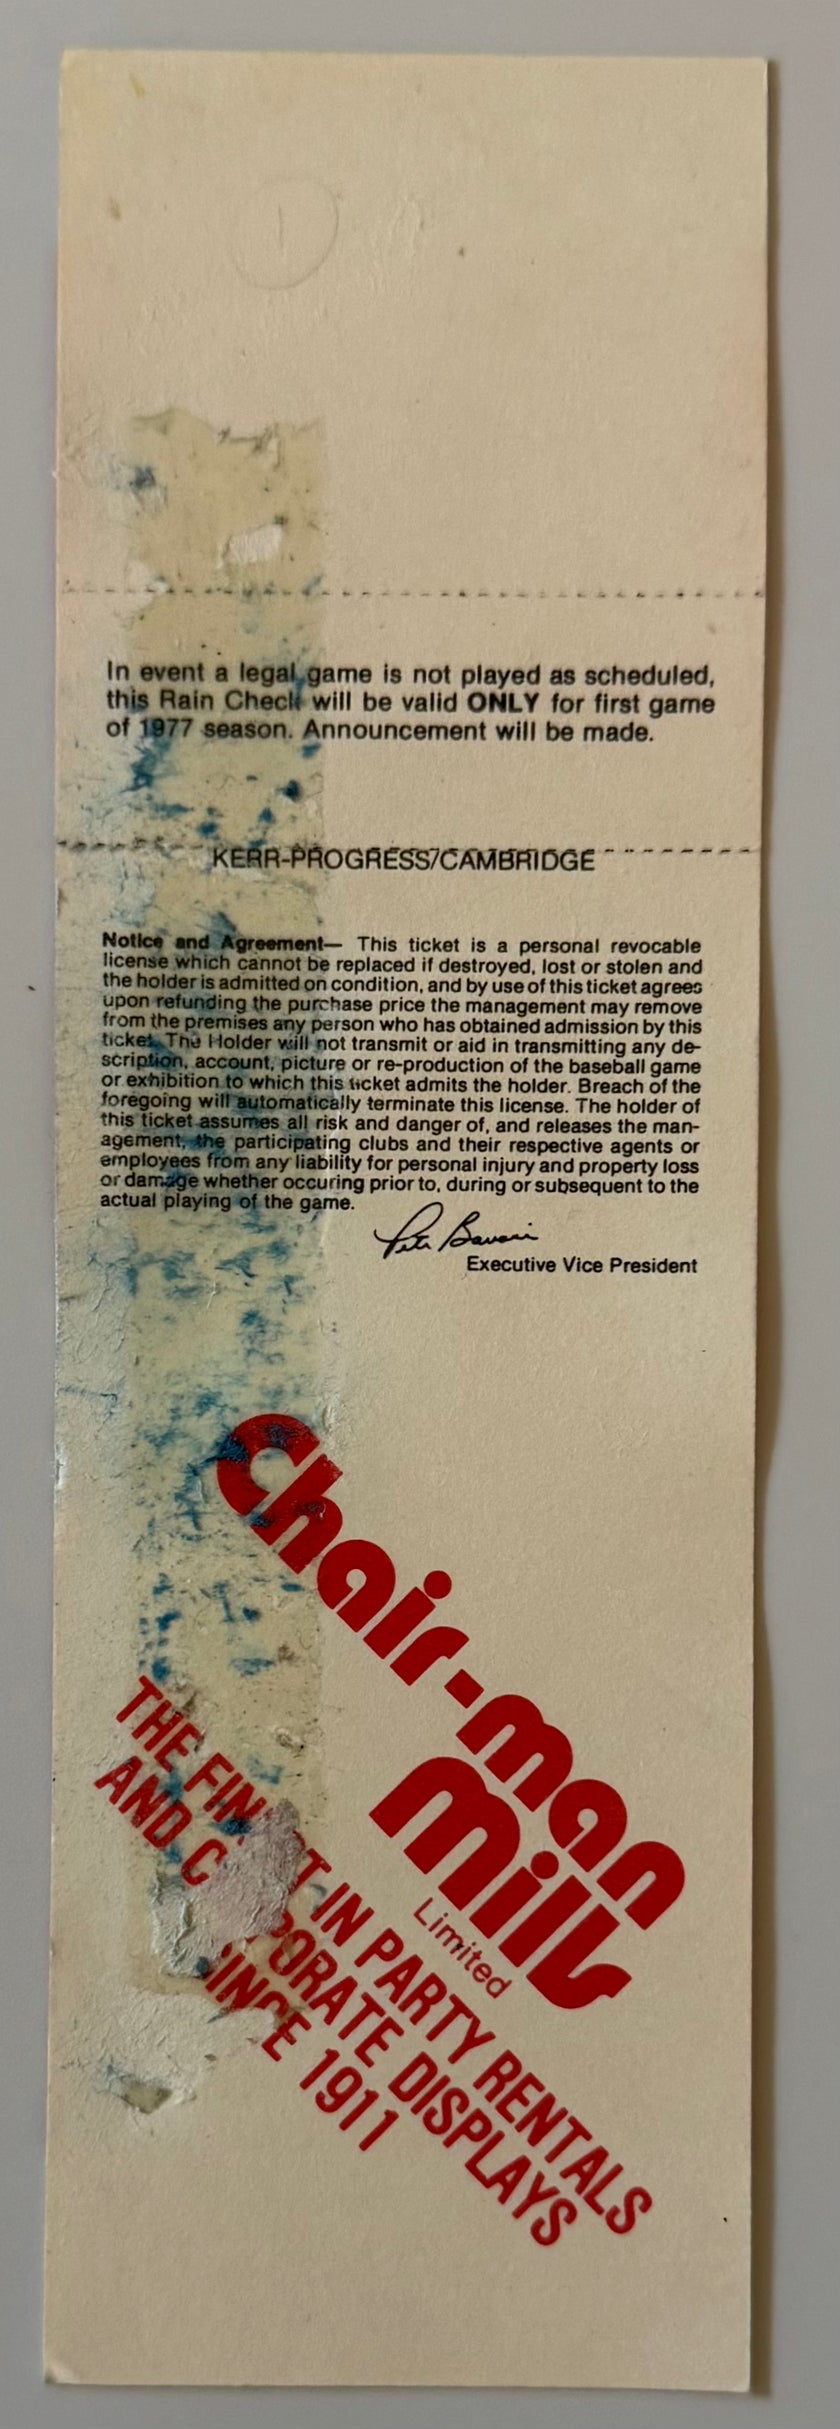 In event a legal game is not played as scheduled,
this Rain Check will be valid ONLY for first game
of 1977 season. Announcement will be made.
KERR-PROGRESS/CAMBRIDGE
Notice and Agreement— This ticket is a personal revocable
license which cannot be replaced if destroyed, lost or stolen and
the holder is admitted on condition, and by use of this ticket agrees
upon refunding the purchase price the management may remove
from the premises any person who has obtained admission by this
ticket. The Holder will not transmit or aid in transmitting any de-
scription, account, picture or re-production of the baseball game
or exhibition to which this ticket admits the holder. Breach of the
foregoing will automatically terminate this license. The holder of
this ticket assumes all risk and danger of, and releases the man-
agement, the participating clubs and their respective agents or
employees from any liability for personal injury and property loss
or damage whether occuring prior to, during or subsequent to the
actual playing of the game.
Pete Bavasi
Executive Vice President
Chair-man
Mills
Limited
THE FIN T IN PARTY RENTALS
AND C PORATE DISPLAYS
SINCE 1911